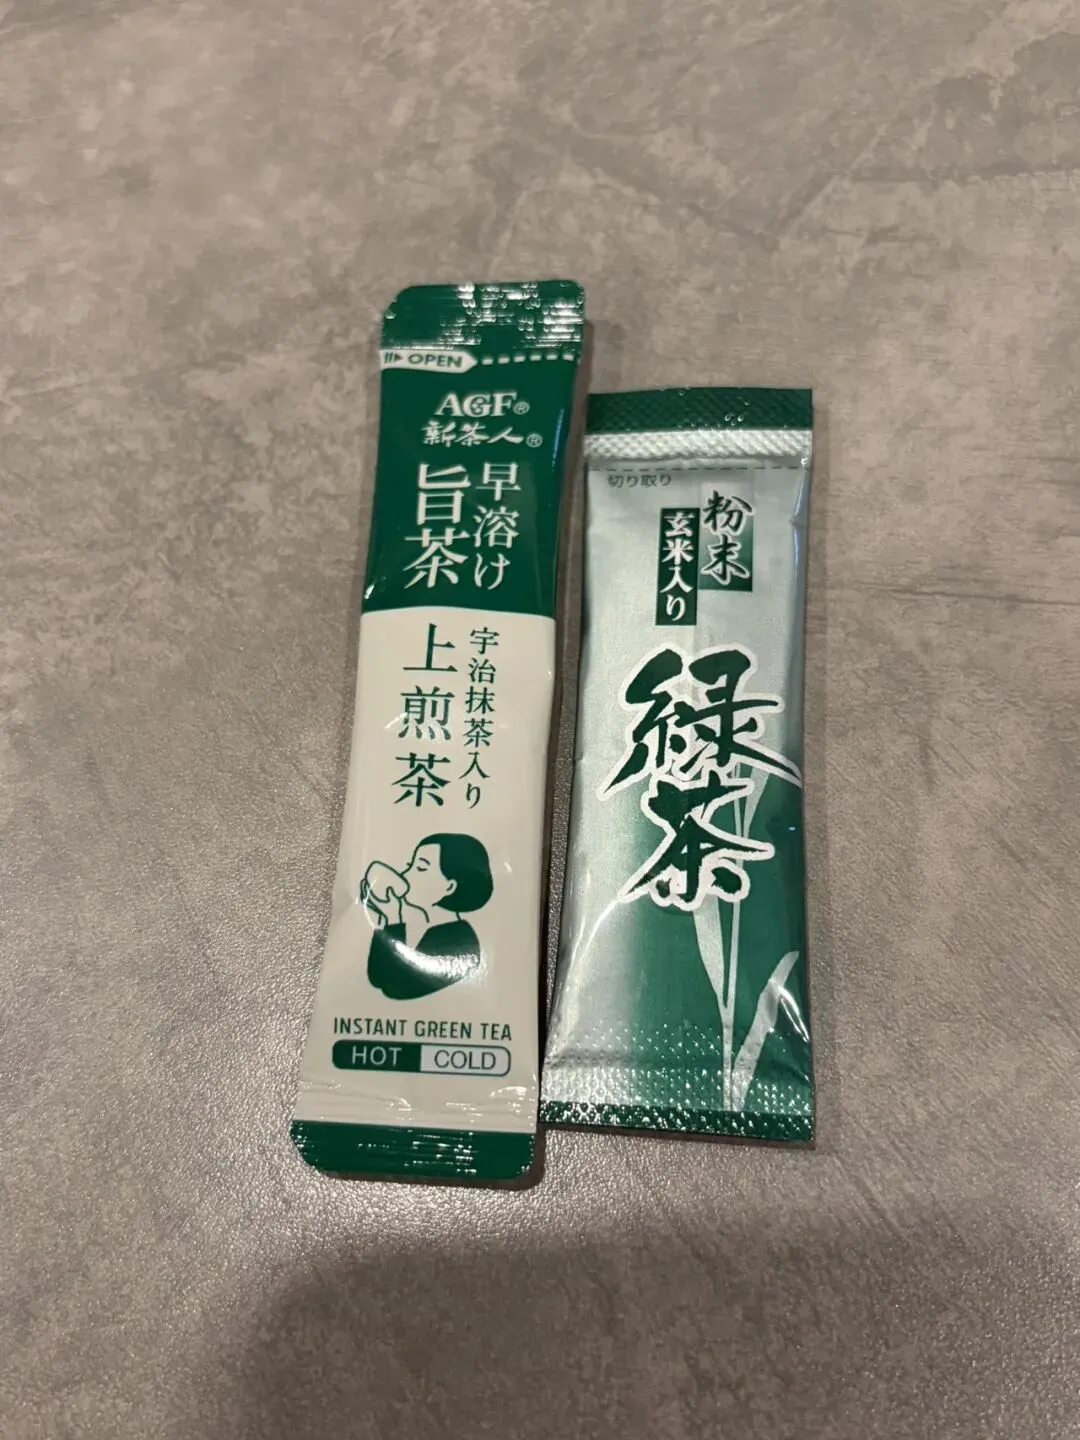 OPEN
AGF®
新茶人®
早溶け
旨茶
宇治抹茶入り
上煎茶
INSTANT GREEN TEA
HOT COLD
切り取り
粉末
玄米入り
緑茶